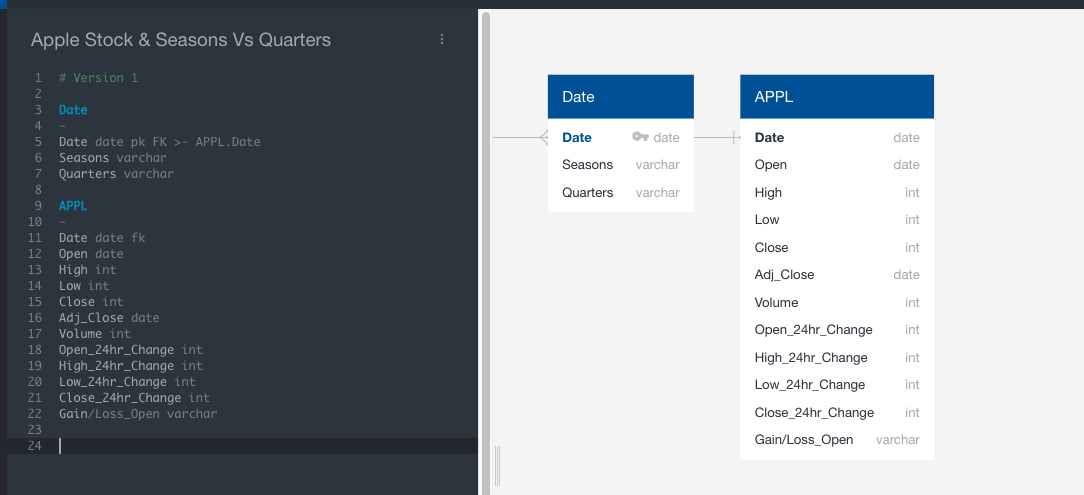 Apple Stock & Seasons Vs Quarters
1 # Version 1
2
3 Date
4 -
5 Date date pk FK >- APPL.Date
6 Seasons varchar
7 Quarters varchar
8
9 APPL
10 -
11 Date date fk
12 Open date
13 High int
14 Low int
15 Close int
16 Adj_Close date
17 Volume int
18 Open_24hr_Change int
19 High_24hr_Change int
20 Low_24hr_Change int
21 Close_24hr_Change int
22 Gain/Loss_Open varchar
23
24
Date
Date date
Seasons varchar
Quarters varchar
APPL
Date date
Open date
High int
Low int
Close int
Adj_Close date
Volume int
Open_24hr_Change int
High_24hr_Change int
Low_24hr_Change int
Close_24hr_Change int
Gain/Loss_Open varchar